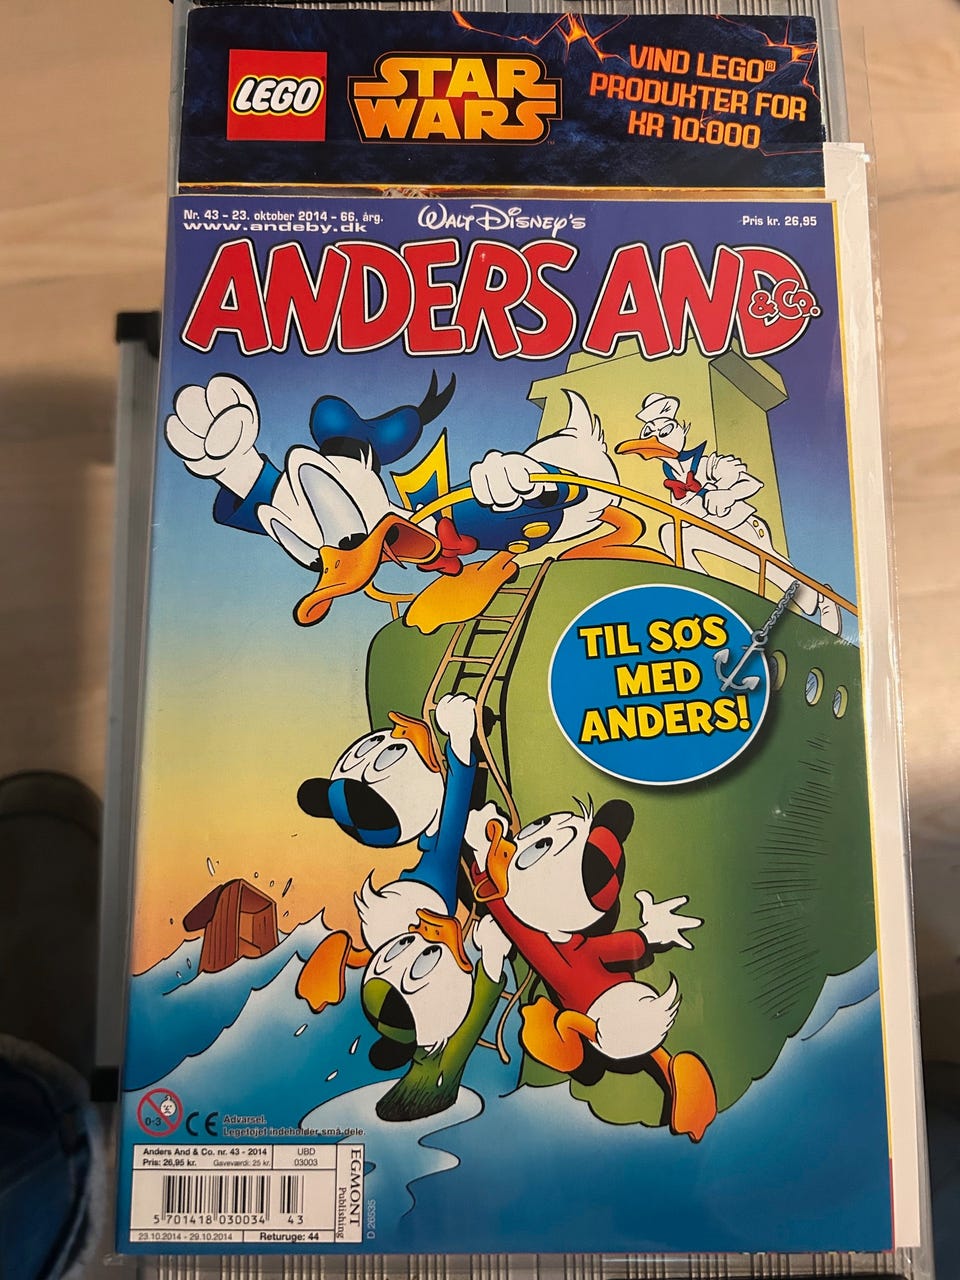 LEGO
STAR
WARS
VIND LEGO®
PRODUKTER FOR
KR 10.000
Nr. 43 - 23. oktober 2014 - 66. årg.
www.andeby.dk
WALT DISNEY'S
Pris kr. 26,95
ANDERS AND
& CO.
TIL SØS
MED
ANDERS!
0-3
CE
Advarsel.
Legetøjet indeholder små dele.
Anders And & Co. nr. 43 - 2014
Pris: 26,95 kr. Gaveværdi: 25 kr.
UBD
03003
5 701418 030034
43
23.10.2014 - 29.10.2014
Returuge: 44
EGMONT
Publishing
D 26535